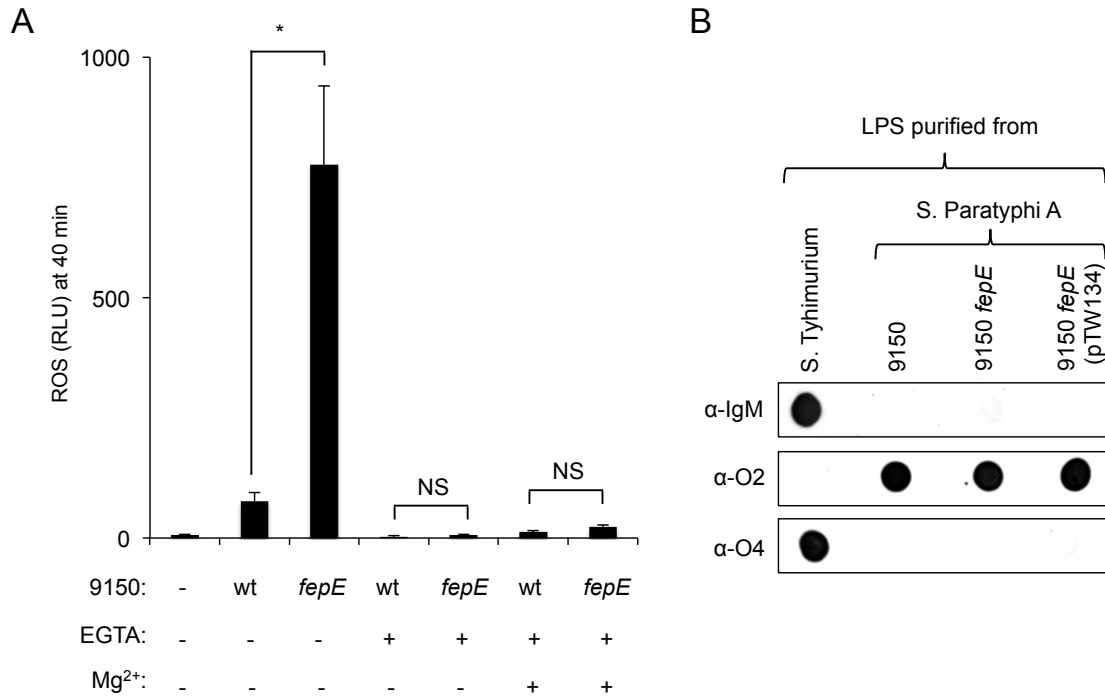 A
*
1000
500
0
ROS (RLU) at 40 min
NS
NS
9150: - wt fepE wt fepE wt fepE
EGTA: - - - + + + +
Mg2+: - - - - - + +
B
LPS purified from
S. Paratyphi A
S. Tyhimurium
9150
9150 fepE
9150 fepE
(pTW134)
α-IgM
α-O2
α-O4